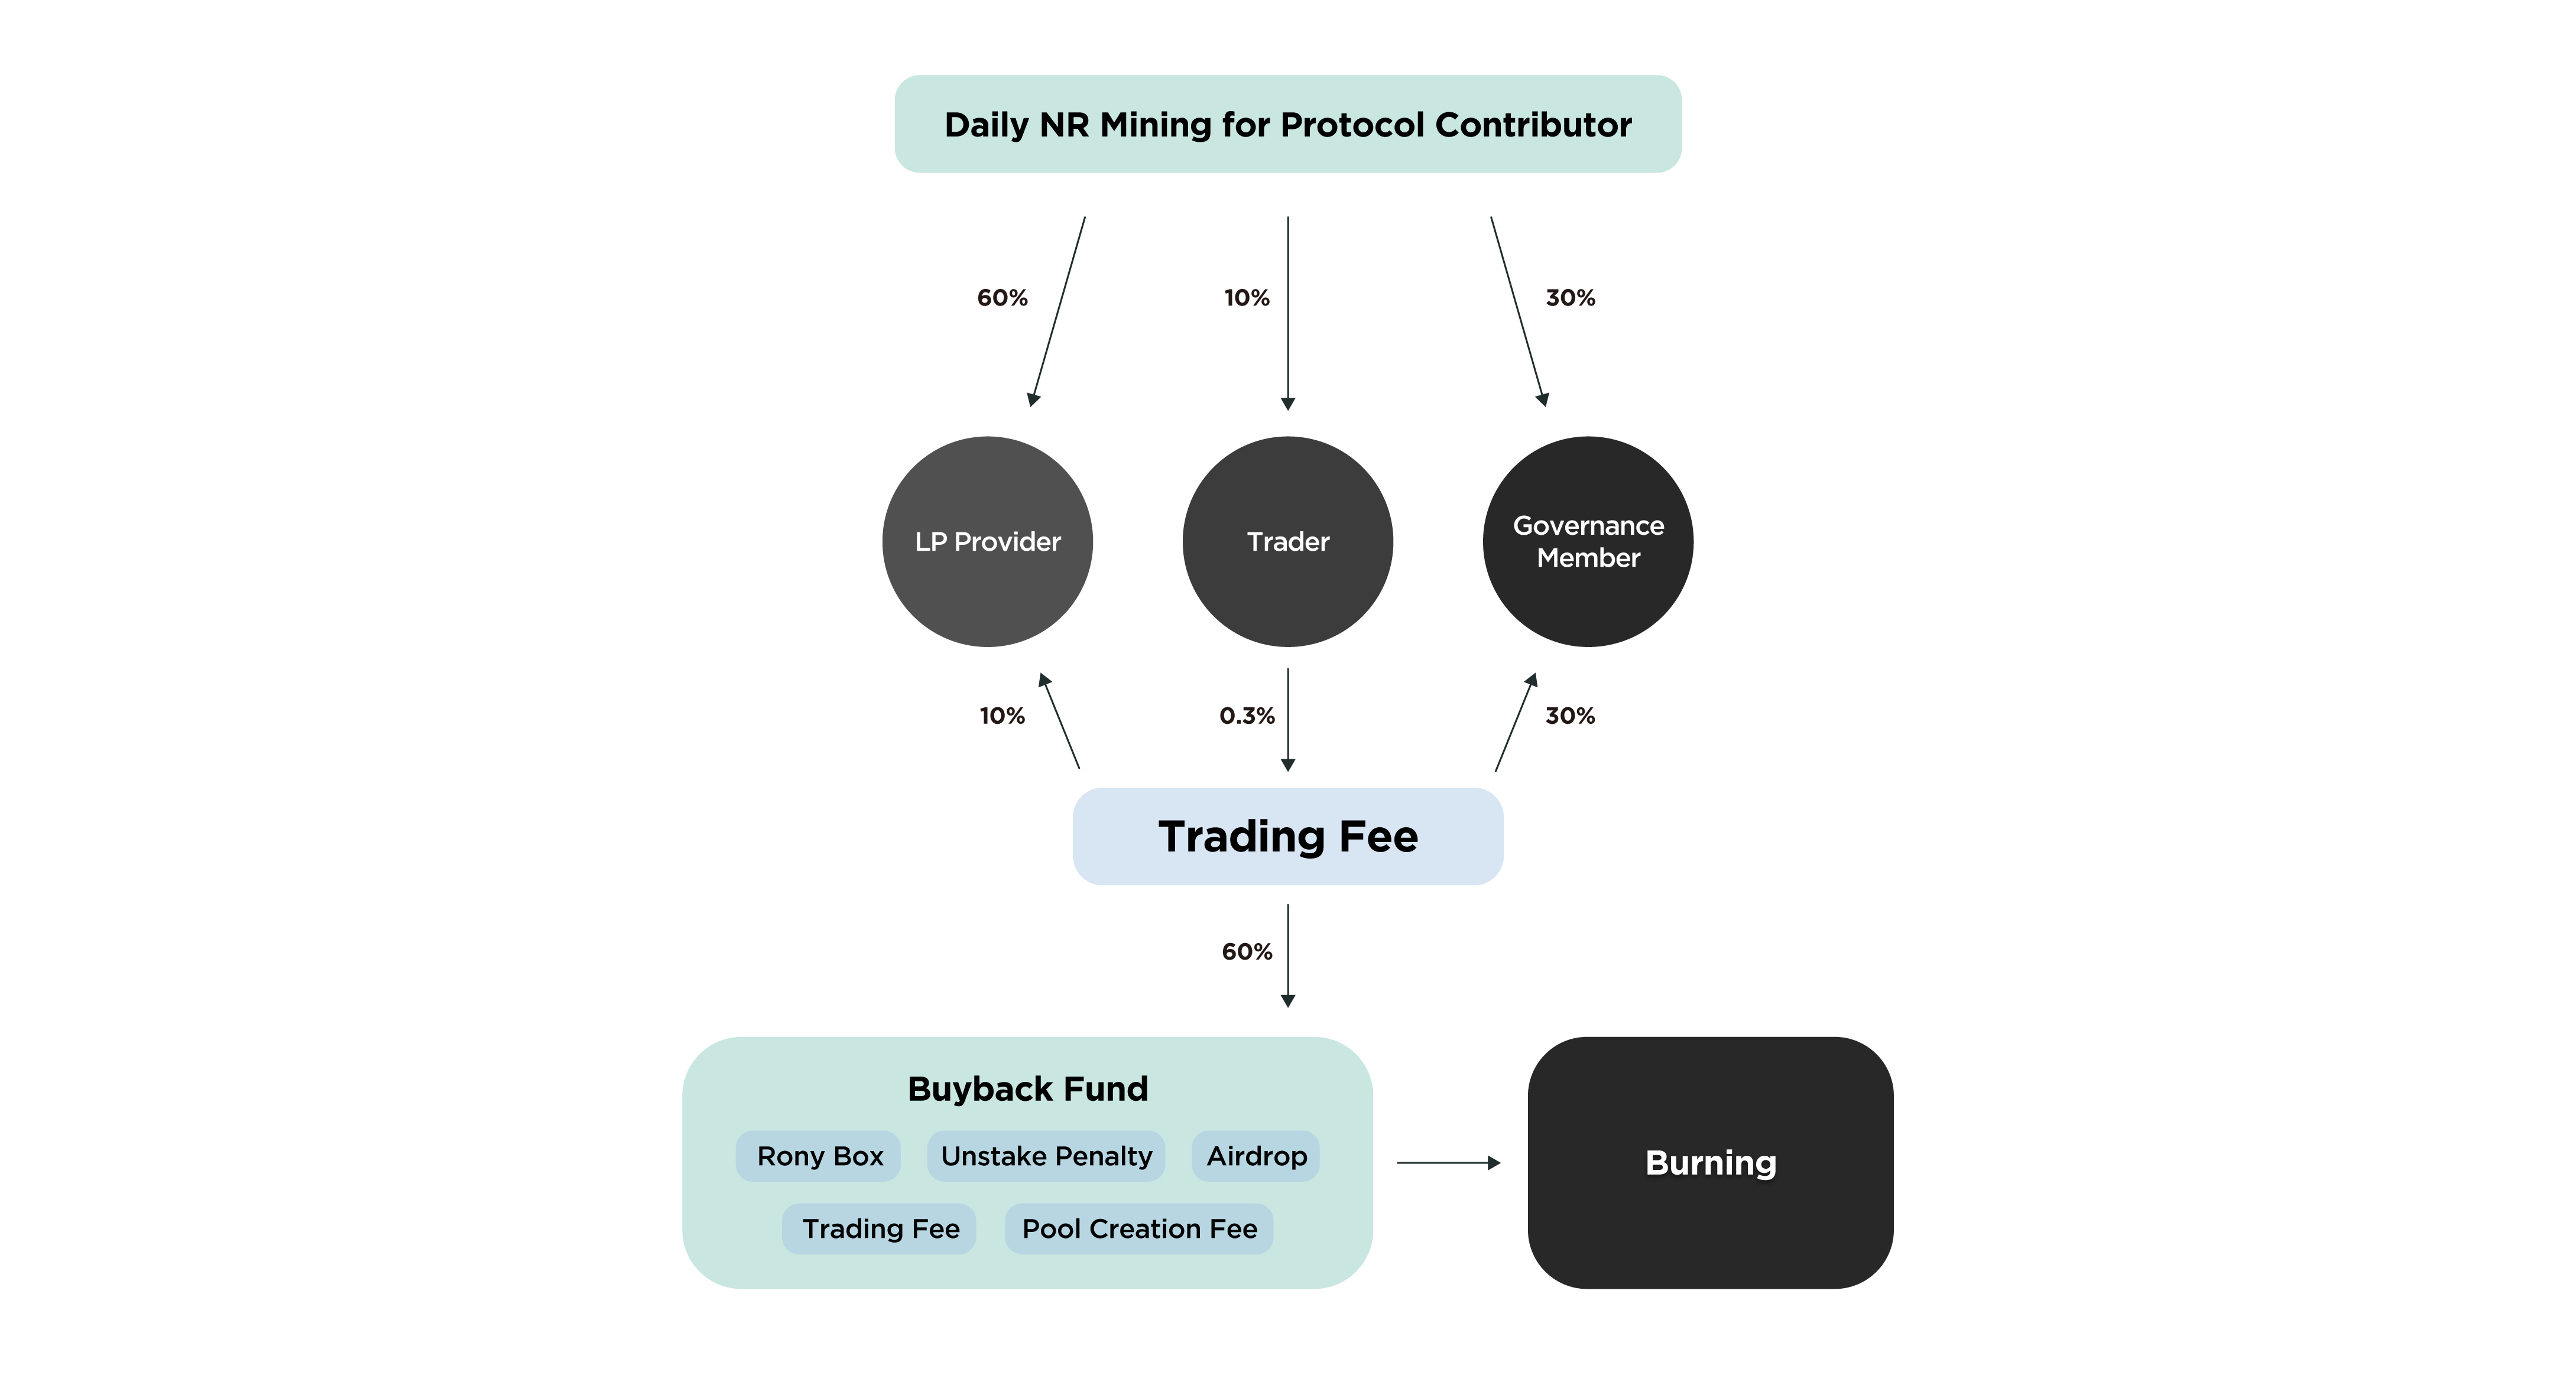 Daily NR Mining for Protocol Contributor
60%
10%
30%
LP Provider
Trader
Governance
Member
10%
0.3%
30%
Trading Fee
60%
Buyback Fund
Rony Box
Unstake Penalty
Airdrop
Trading Fee
Pool Creation Fee
Burning